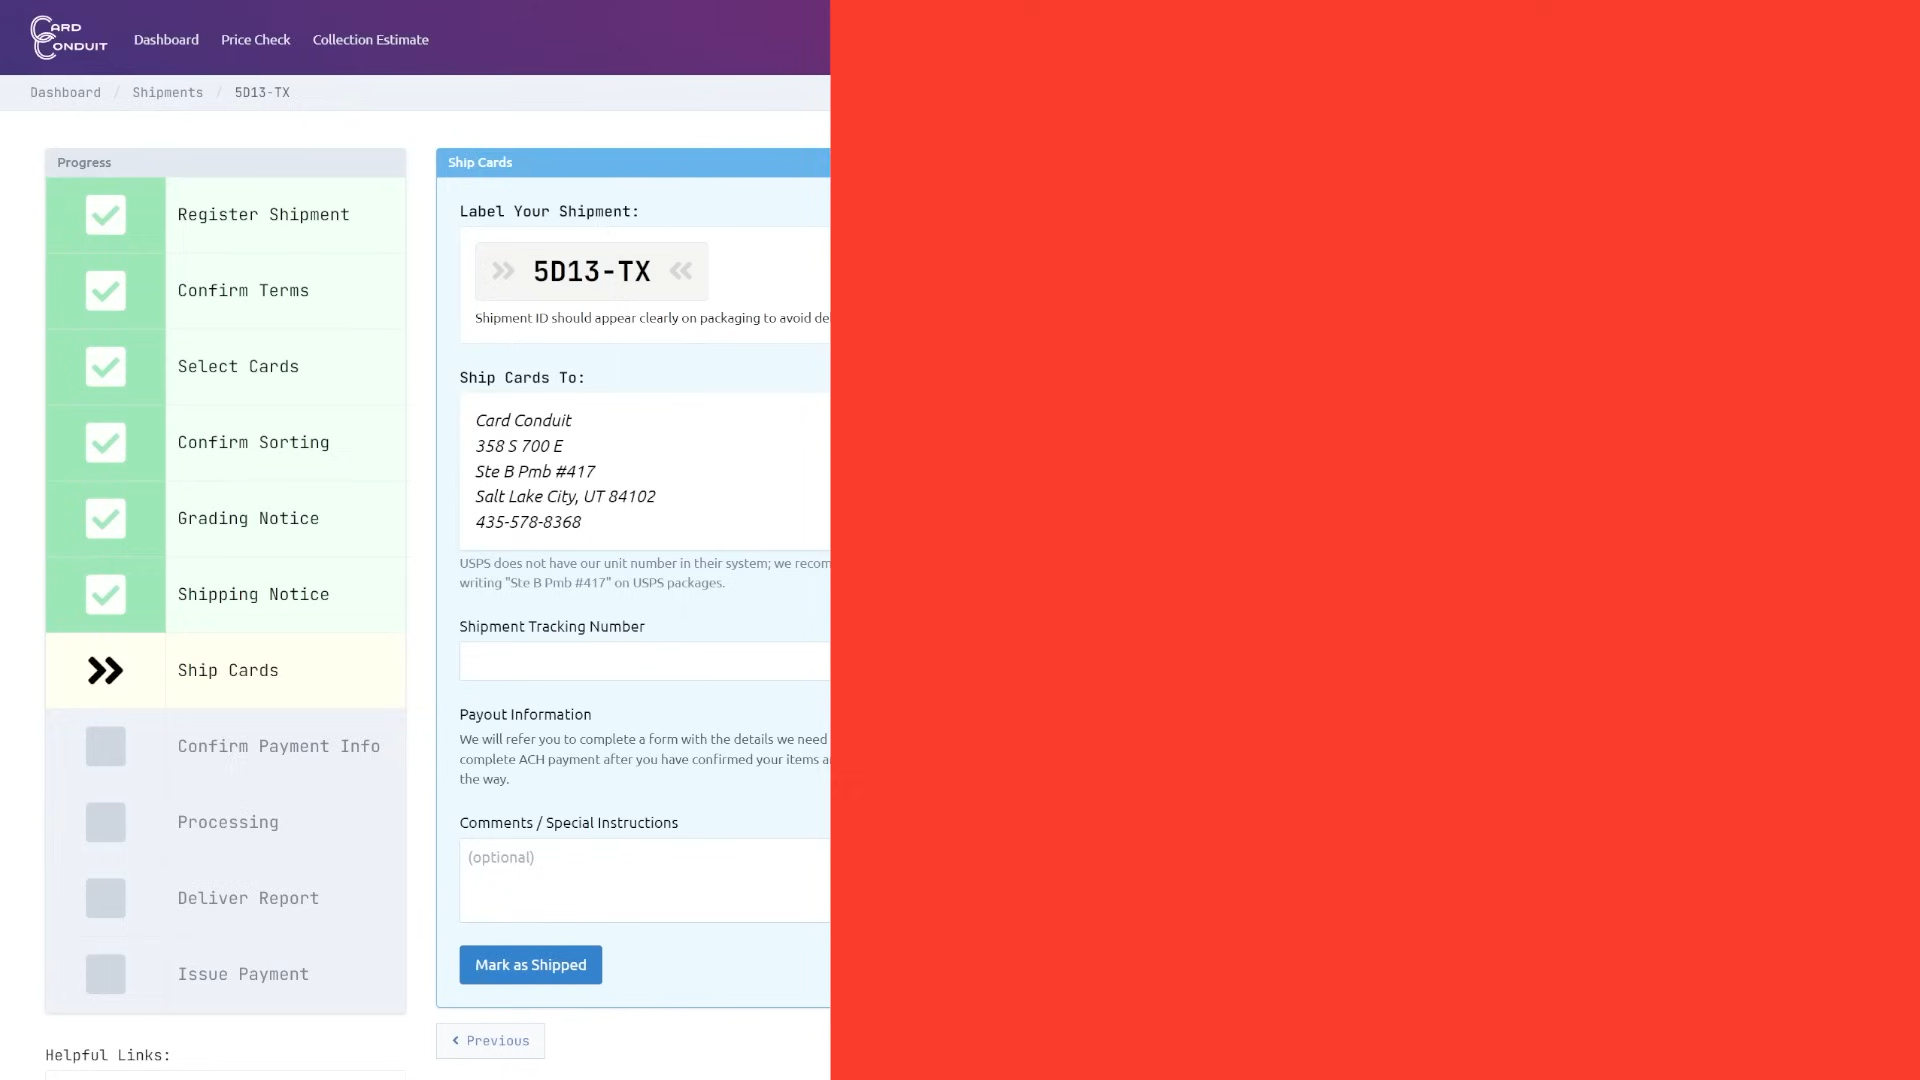 CARD CONDUIT
Dashboard Price Check Collection Estimate
Dashboard / Shipments / 5D13-TX
Progress
Register Shipment
Confirm Terms
Select Cards
Confirm Sorting
Grading Notice
Shipping Notice
Ship Cards
Confirm Payment Info
Processing
Deliver Report
Issue Payment
Helpful Links:
Ship Cards
Label Your Shipment:
5D13-TX
Shipment ID should appear clearly on packaging to avoid
Ship Cards To:
Card Conduit
358 S 700 E
Ste B Pmb #417
Salt Lake City, UT 84102
435-578-8368
USPS does not have our unit number in their system; we
writing "Ste B Pmb #417" on USPS packages.
Shipment Tracking Number
Payout Information
We will refer you to complete a form with the details we need
complete ACH payment after you have confirmed your items
the way.
Comments / Special Instructions
(optional)
Mark as Shipped
Previous